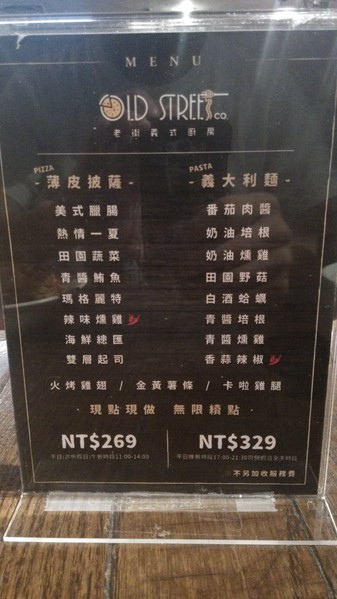 MENU
OLD STREET CO.
老街義式廚房
PIZZA
- 薄皮披薩 -
美式臘腸
熱情一夏
田園蔬菜
青醬鮪魚
瑪格麗特
辣味燻雞
海鮮總匯
雙層起司
PASTA
- 義大利麵 -
番茄肉醬
奶油培根
奶油燻雞
田園野菇
白酒蛤蠣
青醬培根
青醬燻雞
香蒜辣椒
火烤雞翅 / 金黃薯條 / 卡啦雞腿
· 現點現做 無限續點 ·
NT$269
NT$329
不另加收服務費